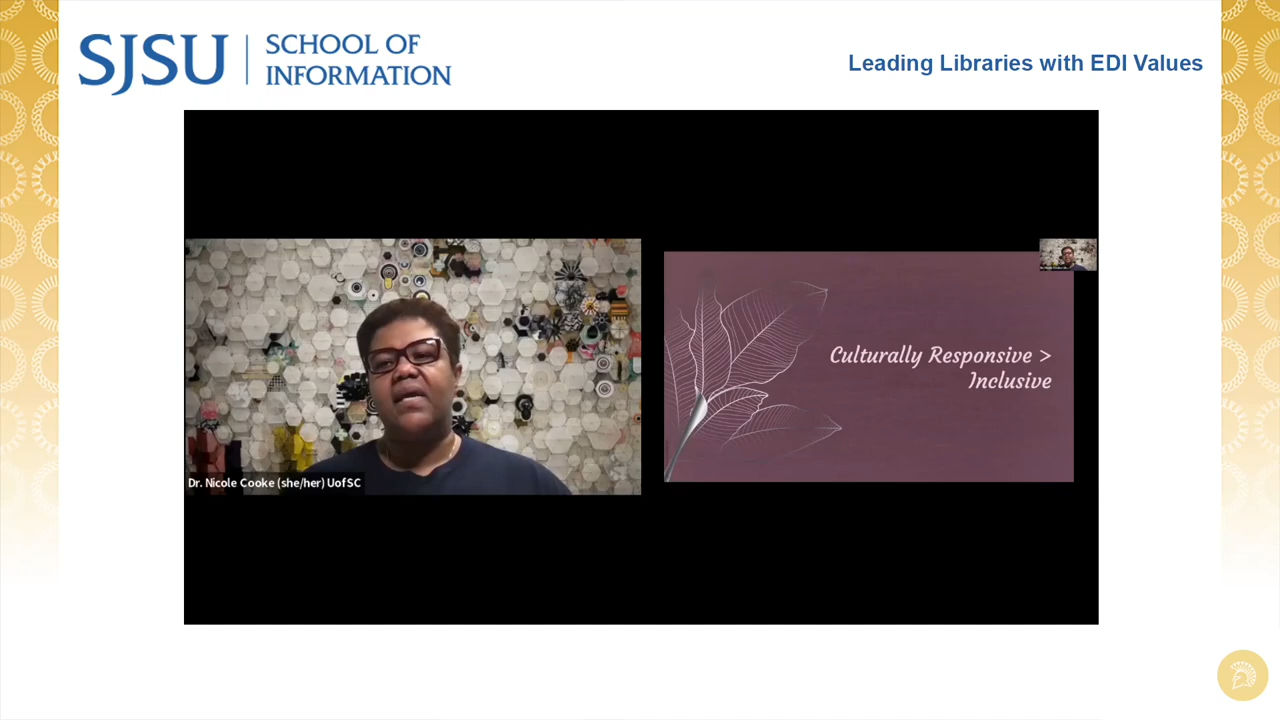 SJSU
SCHOOL OF
INFORMATION
Leading Libraries with EDI Values
Culturally Responsive >
Inclusive
Dr. Nicole Cooke (she/her) UofSC